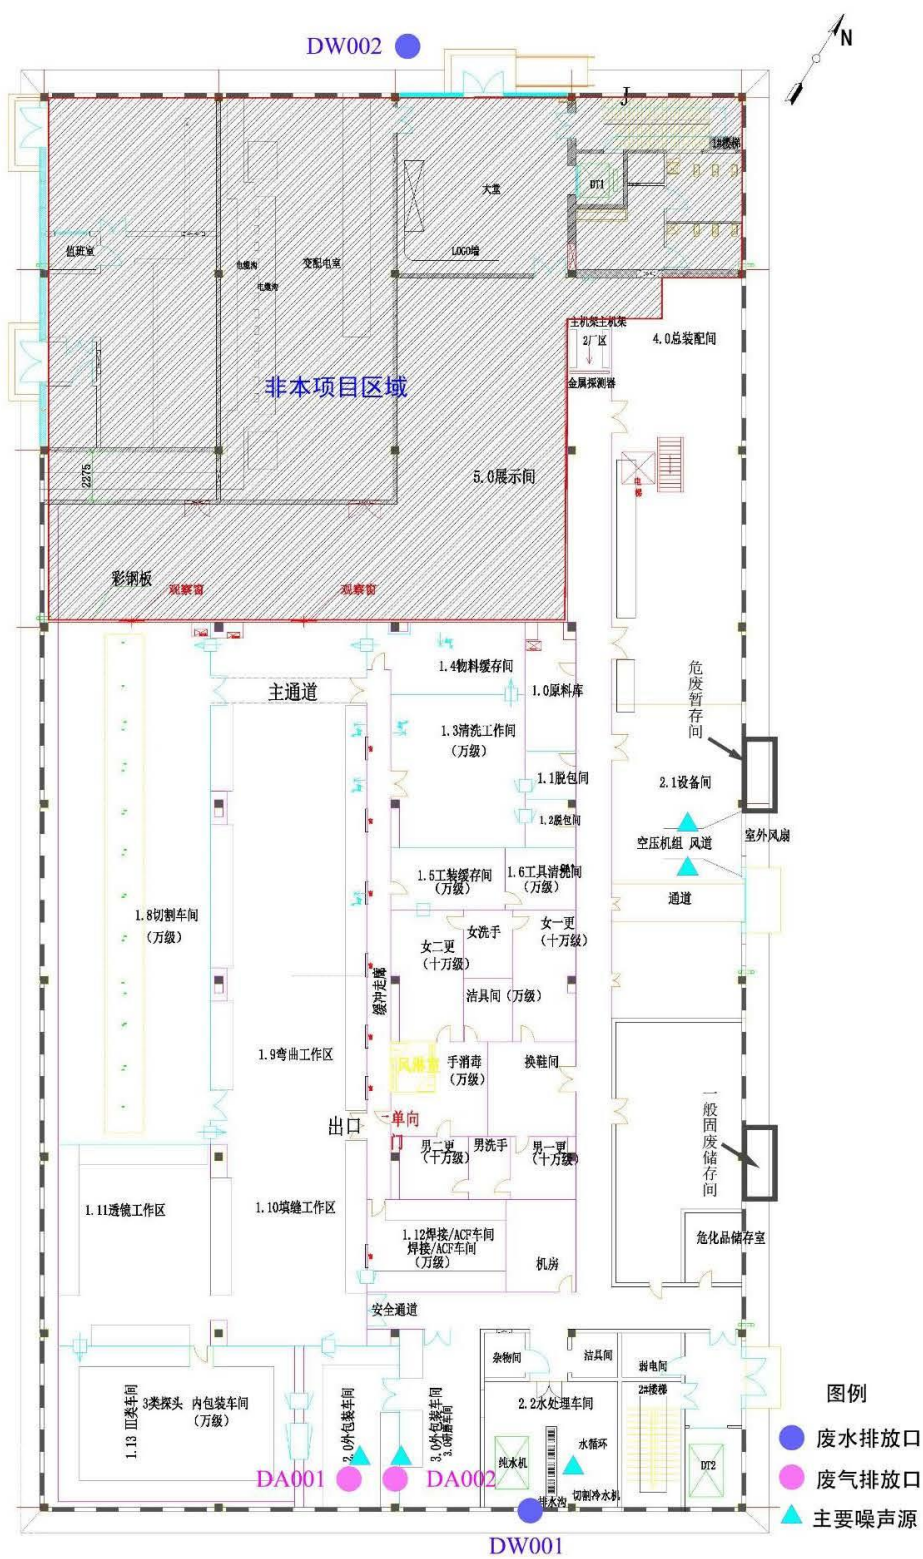 DW002
N
J
1#楼梯
DT1
大堂
值班室
LOGO墙
变配电室
电缆沟
电缆沟
主机架主机架
2厂区
4.0总装配间
金属探测器
非本项目区域
2275
5.0展示间
电梯
彩钢板
观察窗
观察窗
1.4物料缓存间
主通道
1.0原料库
危废暂存间
1.3清洗工作间
(万级)
1.1脱包间
2.1设备间
1.2脱包间
空压机组 风道
室外风扇
1.5工装缓存间
(万级)
1.6工具清洗间
(万级)
通道
1.8切割车间
(万级)
女洗手
女一更
(十万级)
女二更
(十万级)
缓冲走廊
洁具间(万级)
1.9弯曲工作区
风淋室
手消毒
(万级)
换鞋间
出口
单向门
一般固废储存间
男二更
(十万级)
男洗手
男一更
(十万级)
1.11透镜工作区
1.10填缝工作区
1.12焊接/ACF车间
焊接/ACF车间
(万级)
机房
危化品储存室
安全通道
杂物间
洁具间
弱电间
2#楼梯
1.13 III类车间
3类探头 内包装车间
(万级)
2.0外包装车间
3.0外包装车间
3.0研磨车间
2.2水处理车间
纯水机
水循环
DT2
排水沟
切割冷水机
DA001
DA002
DW001
图例
废水排放口
废气排放口
主要噪声源